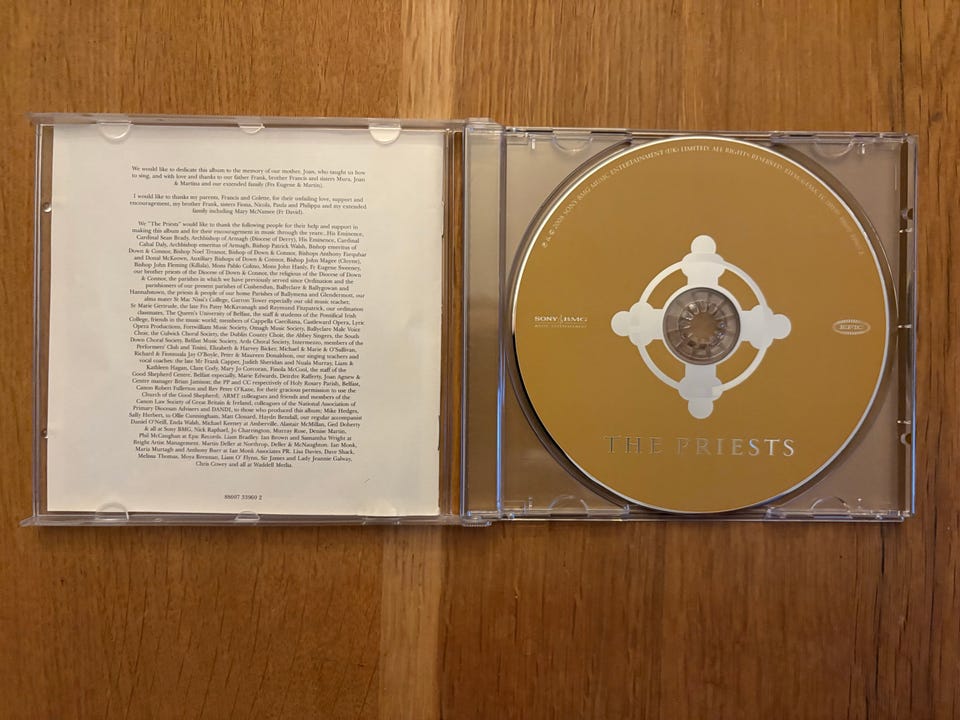 We would like to dedicate this album to the memory of our mother, Joan, who taught us how
to sing, and with love and thanks to our father Frank, brother Francis and sisters Mura, Joan
& Martina and our extended family (Frs Eugene & Martin).
I would like to thanks my parents, Francis and Colette, for their unfailing love, support and
encouragement, my brother Frank, sisters Fiona, Nicola, Paula and Philippa and my extended
family including Mary McNamee (Fr David).
We "The Priests" would like to thank the following people for their help and support in
making this album and for their encouragement in music through the years...His Eminence,
Cardinal Sean Brady, Archbishop of Armagh (Diocese of Derry), His Eminence, Cardinal
Cahal Daly, Archbishop emeritus of Armagh, Bishop Patrick Walsh, Bishop emeritus of
Down & Connor, Bishop Noel Treanor, Bishop of Down & Connor, Bishops Anthony Farquhar
and Donal McKeown, Auxiliary Bishops of Down & Connor, Bishop John Magee (Cloyne),
Bishop John Fleming (Killala), Mons Pablo Colino, Mons John Hanly, Fr Eugene Sweeney,
our brother priests of the Diocese of Down & Connor, the religious of the Diocese of Down
& Connor, the parishes in which we have previously served since Ordination and the
parishioners of our present parishes of Cushendun, Ballyclare & Ballygowan and
Hannahstown, the priests & people of our home Parishes of Ballymena and Glendermott, our
alma mater St Mac Nissi's College, Garron Tower especially our old music teacher,
Sr Marie Gertrude, the late Frs Patsy McKavanagh and Raymond Fitzpatrick, our ordination
classmates, The Queen's University of Belfast, the staff & students of the Pontifical Irish
College, friends in the music world; members of Cappella Caeciliana, Castleward Opera, Lyric
Opera Productions, Fortwilliam Music Society, Omagh Music Society, Ballyclare Male Voice
Choir, the Culwick Choral Society, the Dublin County Choir, the Abbey Singers, the South
Down Choral Society, Belfast Music Society, Ards Choral Society, Intermezzo, members of the
Performers' Club and Tonini, Elizabeth & Harvey Bicker, Michael & Marie O'Sullivan,
Richard & Fionnuala Jay O'Boyle, Peter & Maureen Donaldson, our singing teachers and
vocal coaches: the late Mr Frank Capper, Judith Sheridan and Nuala Murray, Liam &
Kathleen Hagan, Clare Cody, Mary Jo Corcoran, Finola McCool, the staff of the
Good Shepherd Centre, Belfast especially, Marie Edwards, Deirdre Rafferty, Joan Agnew &
Centre manager Brian Jamison; the PP and CC respectively of Holy Rosary Parish, Belfast,
Canon Robert Fullerton and Rev Peter O'Kane, for their gracious permission to use the
Church of the Good Shepherd; ARMT colleagues and friends and members of the
Canon Law Society of Great Britain & Ireland, colleagues of the National Association of
Primary Diocesan Advisers and DANDI, to those who produced this album; Mike Hedges,
Sally Herbert, to Ollie Cunningham, Matt Clossard, Haydn Bendall, our regular accompanist
Daniel O'Neill, Enda Walsh, Michael Keeney at Amberville, Alastair McMillan, Ged Doherty
& all at Sony BMG, Nick Raphael, Jo Charrington, Murray Rose, Denise Martin,
Phil McCaughan at Epic Records, Liam Bradley, Ian Brown and Samantha Wright at
Bright Artist Management. Martin Deller at Northrop, Deller & McNaughton. Ian Monk,
Maria Murtagh and Anthony Burr at Ian Monk Associates PR. Lisa Davies, Dave Shack,
Melissa Thomas, Moya Brennan, Liam O' Flynn, Sir James and Lady Jeannie Galway,
Chris Cowey and all at Waddell Media.
88697 33969 2
℗ & © 2008 SONY BMG MUSIC ENTERTAINMENT (UK) LIMITED. ALL RIGHTS RESERVED.
SONY BMG
MUSIC ENTERTAINMENT
EPIC
THE PRIESTS